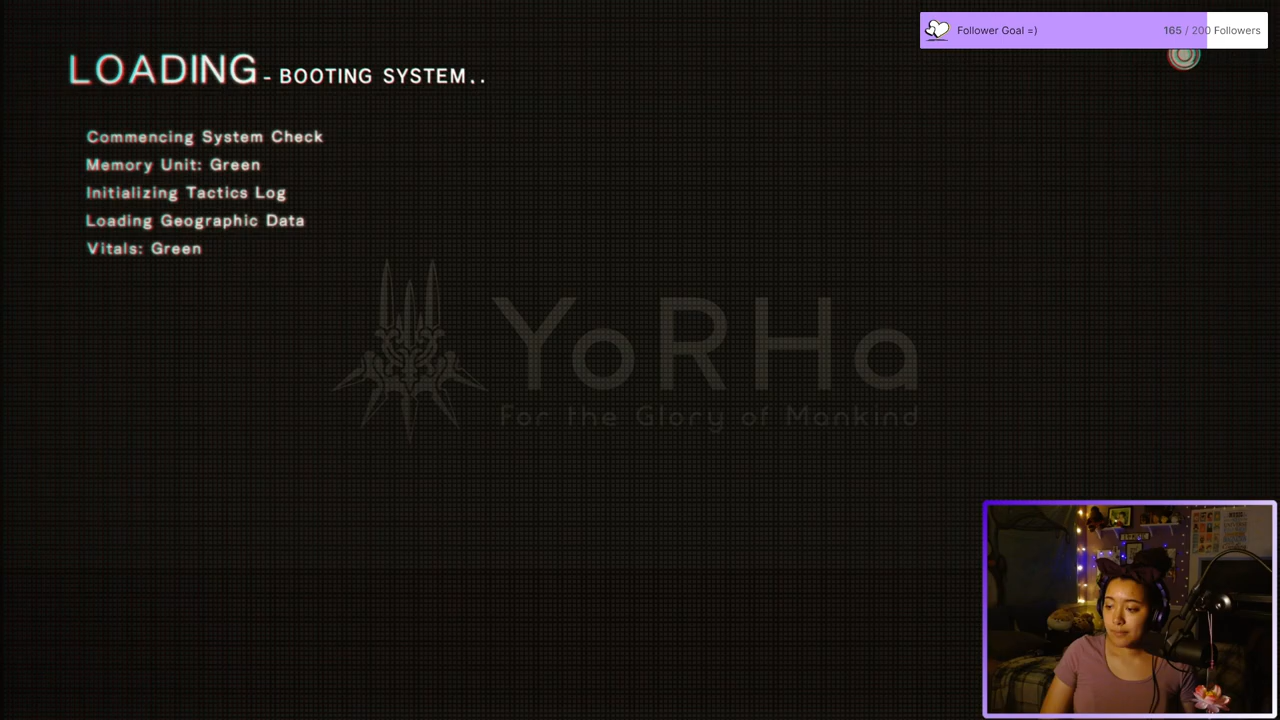 Follower Goal =)
165 / 200 Followers
LOADING - BOOTING SYSTEM..
Commencing System Check
Memory Unit: Green
Initializing Tactics Log
Loading Geographic Data
Vitals: Green
YoRHa
For the Glory of Mankind